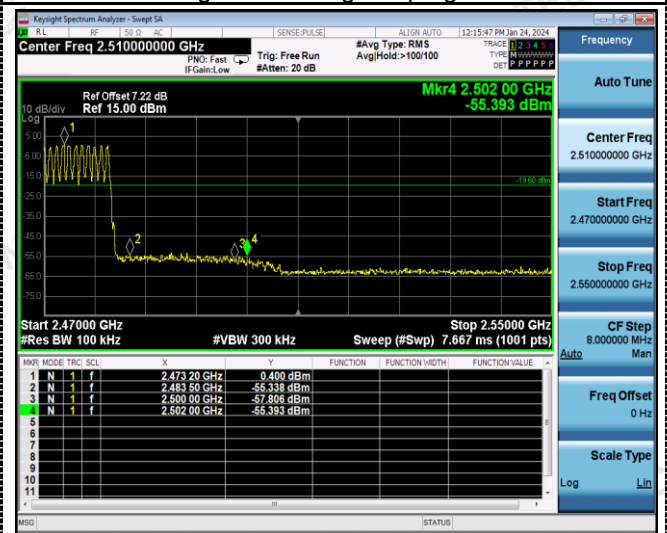 Keysight Spectrum Analyzer - Swept SA
RL RF 50 Ω AC SENSE:PULSE ALIGN AUTO 12:15:47 PM Jan 24, 2024
Center Freq 2.510000000 GHz
PNO: Fast
IFGain:Low
Trig: Free Run
#Atten: 20 dB
#Avg Type: RMS
Avg|Hold:>100/100
TRACE 1 2 3 4 5 6
TYPE M W W W W W
DET P P P P P P
Ref Offset 7.22 dB
10 dB/div Ref 15.00 dBm
Mkr4 2.502 00 GHz
-55.393 dBm
Log
5.00
-5.00
-15.0
-25.0
-35.0
-45.0
-55.0
-65.0
-75.0
1
2
3
4
-19.60 dBm
Start 2.47000 GHz Stop 2.55000 GHz
#Res BW 100 kHz #VBW 300 kHz Sweep (#Swp) 7.667 ms (1001 pts)
MKR MODE TRC SCL X Y FUNCTION FUNCTION WIDTH FUNCTION VALUE
1 N 1 f 2.473 20 GHz 0.400 dBm
2 N 1 f 2.483 50 GHz -55.338 dBm
3 N 1 f 2.500 00 GHz -57.806 dBm
4 N 1 f 2.502 00 GHz -55.393 dBm
5
6
7
8
9
10
11
MSG STATUS
Frequency
Auto Tune
Center Freq
2.510000000 GHz
Start Freq
2.470000000 GHz
Stop Freq
2.550000000 GHz
CF Step
8.000000 MHz
Auto Man
Freq Offset
0 Hz
Scale Type
Log Lin